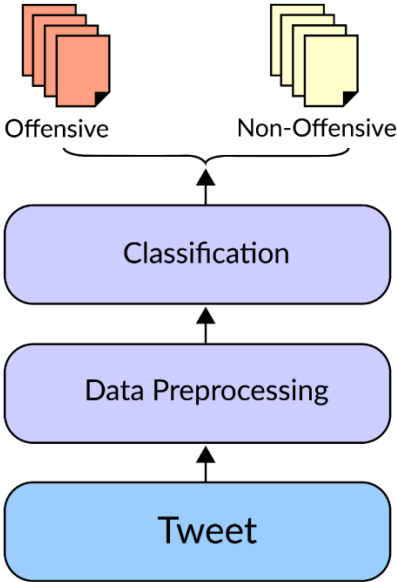 Offensive
Non-Offensive
Classification
Data Preprocessing
Tweet